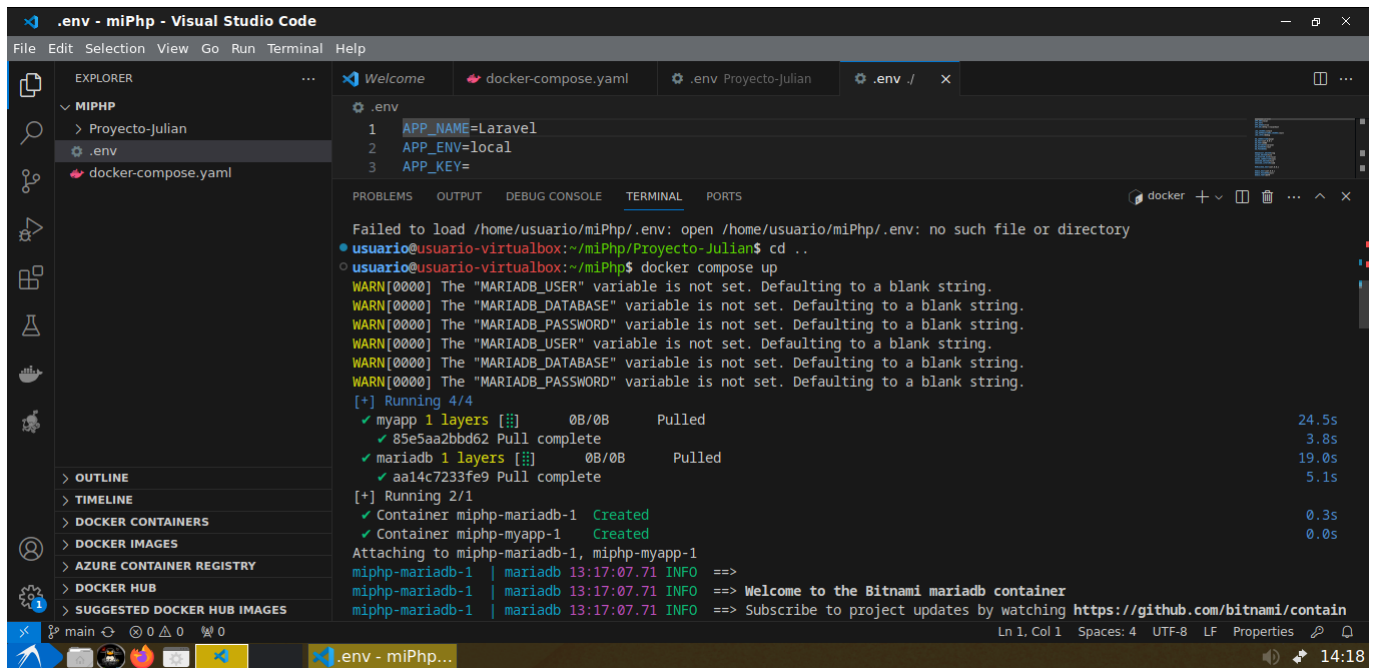 .env - miPhp - Visual Studio Code
File Edit Selection View Go Run Terminal Help
EXPLORER
MIPHP
Proyecto-Julian
.env
docker-compose.yaml
OUTLINE
TIMELINE
DOCKER CONTAINERS
DOCKER IMAGES
AZURE CONTAINER REGISTRY
DOCKER HUB
SUGGESTED DOCKER HUB IMAGES
1
Welcome docker-compose.yaml .env Proyecto-Julian .env ./
.env
1 APP_NAME=Laravel
2 APP_ENV=local
3 APP_KEY=
PROBLEMS OUTPUT DEBUG CONSOLE TERMINAL PORTS docker
Failed to load /home/usuario/miPhp/.env: open /home/usuario/miPhp/.env: no such file or directory
usuario@usuario-virtualbox:~/miPhp/Proyecto-Julian$ cd ..
usuario@usuario-virtualbox:~/miPhp$ docker compose up
WARN[0000] The "MARIADB_USER" variable is not set. Defaulting to a blank string.
WARN[0000] The "MARIADB_DATABASE" variable is not set. Defaulting to a blank string.
WARN[0000] The "MARIADB_PASSWORD" variable is not set. Defaulting to a blank string.
WARN[0000] The "MARIADB_USER" variable is not set. Defaulting to a blank string.
WARN[0000] The "MARIADB_DATABASE" variable is not set. Defaulting to a blank string.
WARN[0000] The "MARIADB_PASSWORD" variable is not set. Defaulting to a blank string.
[+] Running 4/4
✔ myapp 1 layers [⣿] 0B/0B Pulled 24.5s
✔ 85e5aa2bbd62 Pull complete 3.8s
✔ mariadb 1 layers [⣿] 0B/0B Pulled 19.0s
✔ aa14c7233fe9 Pull complete 5.1s
[+] Running 2/1
✔ Container miphp-mariadb-1 Created 0.3s
✔ Container miphp-myapp-1 Created 0.0s
Attaching to miphp-mariadb-1, miphp-myapp-1
miphp-mariadb-1 | mariadb 13:17:07.71 INFO ==>
miphp-mariadb-1 | mariadb 13:17:07.71 INFO ==> Welcome to the Bitnami mariadb container
miphp-mariadb-1 | mariadb 13:17:07.71 INFO ==> Subscribe to project updates by watching https://github.com/bitnami/contain
main 0 0 0 Ln 1, Col 1 Spaces: 4 UTF-8 LF Properties
.env - miPhp... 14:18